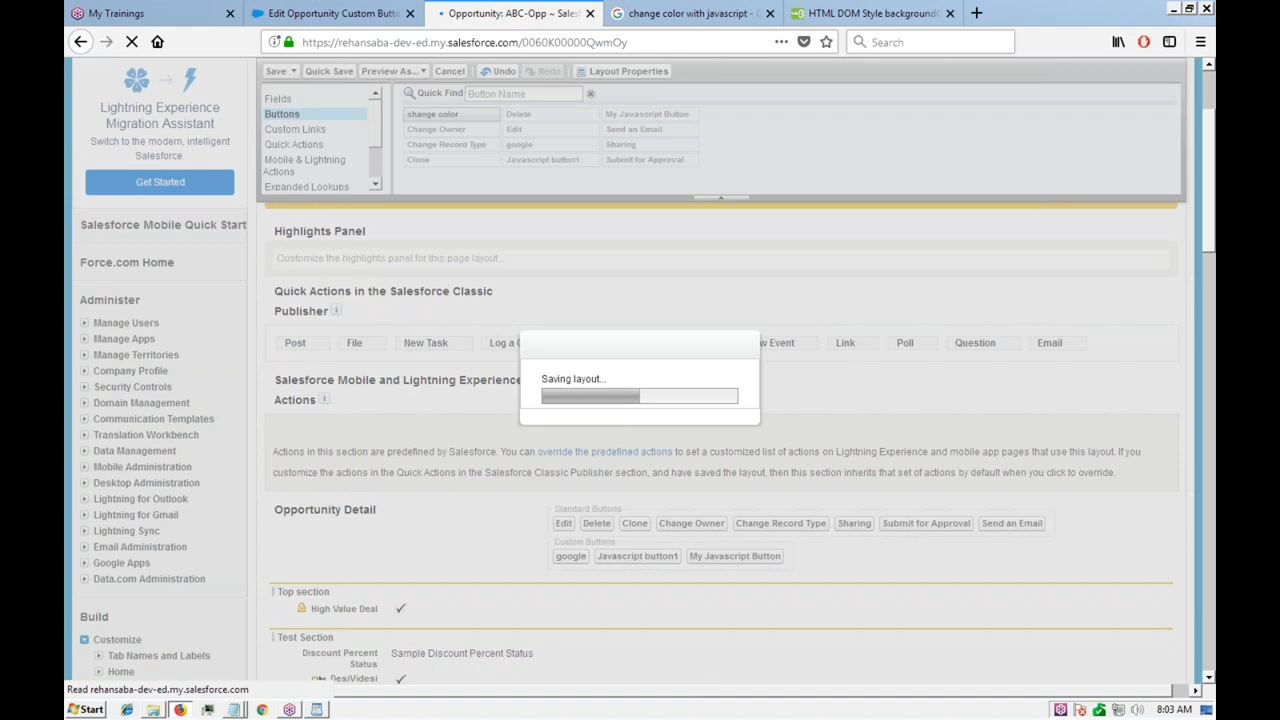 My Trainings
Edit Opportunity Custom Butto
Opportunity: ABC-Opp ~ Sales
change color with javascript - G
HTML DOM Style background
https://rehansaba-dev-ed.my.salesforce.com/0060K00000QwmOy
Search
Lightning Experience
Migration Assistant
Switch to the modern, intelligent
Salesforce.
Get Started
Salesforce Mobile Quick Start
Force.com Home
Administer
Manage Users
Manage Apps
Manage Territories
Company Profile
Security Controls
Domain Management
Communication Templates
Translation Workbench
Data Management
Mobile Administration
Desktop Administration
Lightning for Outlook
Lightning for Gmail
Lightning Sync
Email Administration
Google Apps
Data.com Administration
Build
Customize
Tab Names and Labels
Home
Save Quick Save Preview As... Cancel Undo Redo Layout Properties
Fields
Buttons
Custom Links
Quick Actions
Mobile & Lightning
Actions
Expanded Lookups
Quick Find Button Name
change color Delete My Javascript Button
Change Owner Edit Send an Email
Change Record Type google Sharing
Clone Javascript button1 Submit for Approval
Highlights Panel
Customize the highlights panel for this page layout...
Quick Actions in the Salesforce Classic
Publisher
Post File New Task Log a C w Event Link Poll Question Email
Saving layout...
Salesforce Mobile and Lightning Experience
Actions
Actions in this section are predefined by Salesforce. You can override the predefined actions to set a customized list of actions on Lightning Experience and mobile app pages that use this layout. If you
customize the actions in the Quick Actions in the Salesforce Classic Publisher section, and have saved the layout, then this section inherits that set of actions by default when you click to override.
Opportunity Detail
Standard Buttons
Edit Delete Clone Change Owner Change Record Type Sharing Submit for Approval Send an Email
Custom Buttons
google Javascript button1 My Javascript Button
Top section
High Value Deal
Test Section
Discount Percent
Status
Sample Discount Percent Status
DesiVidesi
Read rehansaba-dev-ed.my.salesforce.com
Start
8:03 AM